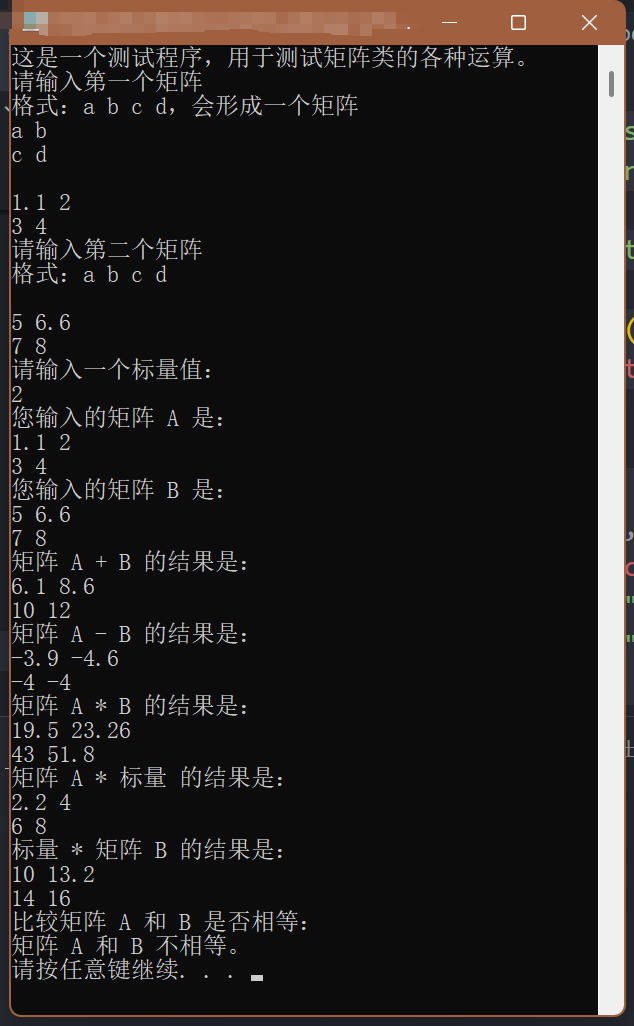 这是一个测试程序，用于测试矩阵类的各种运算。
请输入第一个矩阵
格式：a b c d，会形成一个矩阵
a b
c d
1.1 2
3 4
请输入第二个矩阵
格式：a b c d
5 6.6
7 8
请输入一个标量值：
2
您输入的矩阵 A 是：
1.1 2
3 4
您输入的矩阵 B 是：
5 6.6
7 8
矩阵 A + B 的结果是：
6.1 8.6
10 12
矩阵 A - B 的结果是：
-3.9 -4.6
-4 -4
矩阵 A * B 的结果是：
19.5 23.26
43 51.8
矩阵 A * 标量 的结果是：
2.2 4
6 8
标量 * 矩阵 B 的结果是：
10 13.2
14 16
比较矩阵 A 和 B 是否相等：
矩阵 A 和 B 不相等。
请按任意键继续. . .